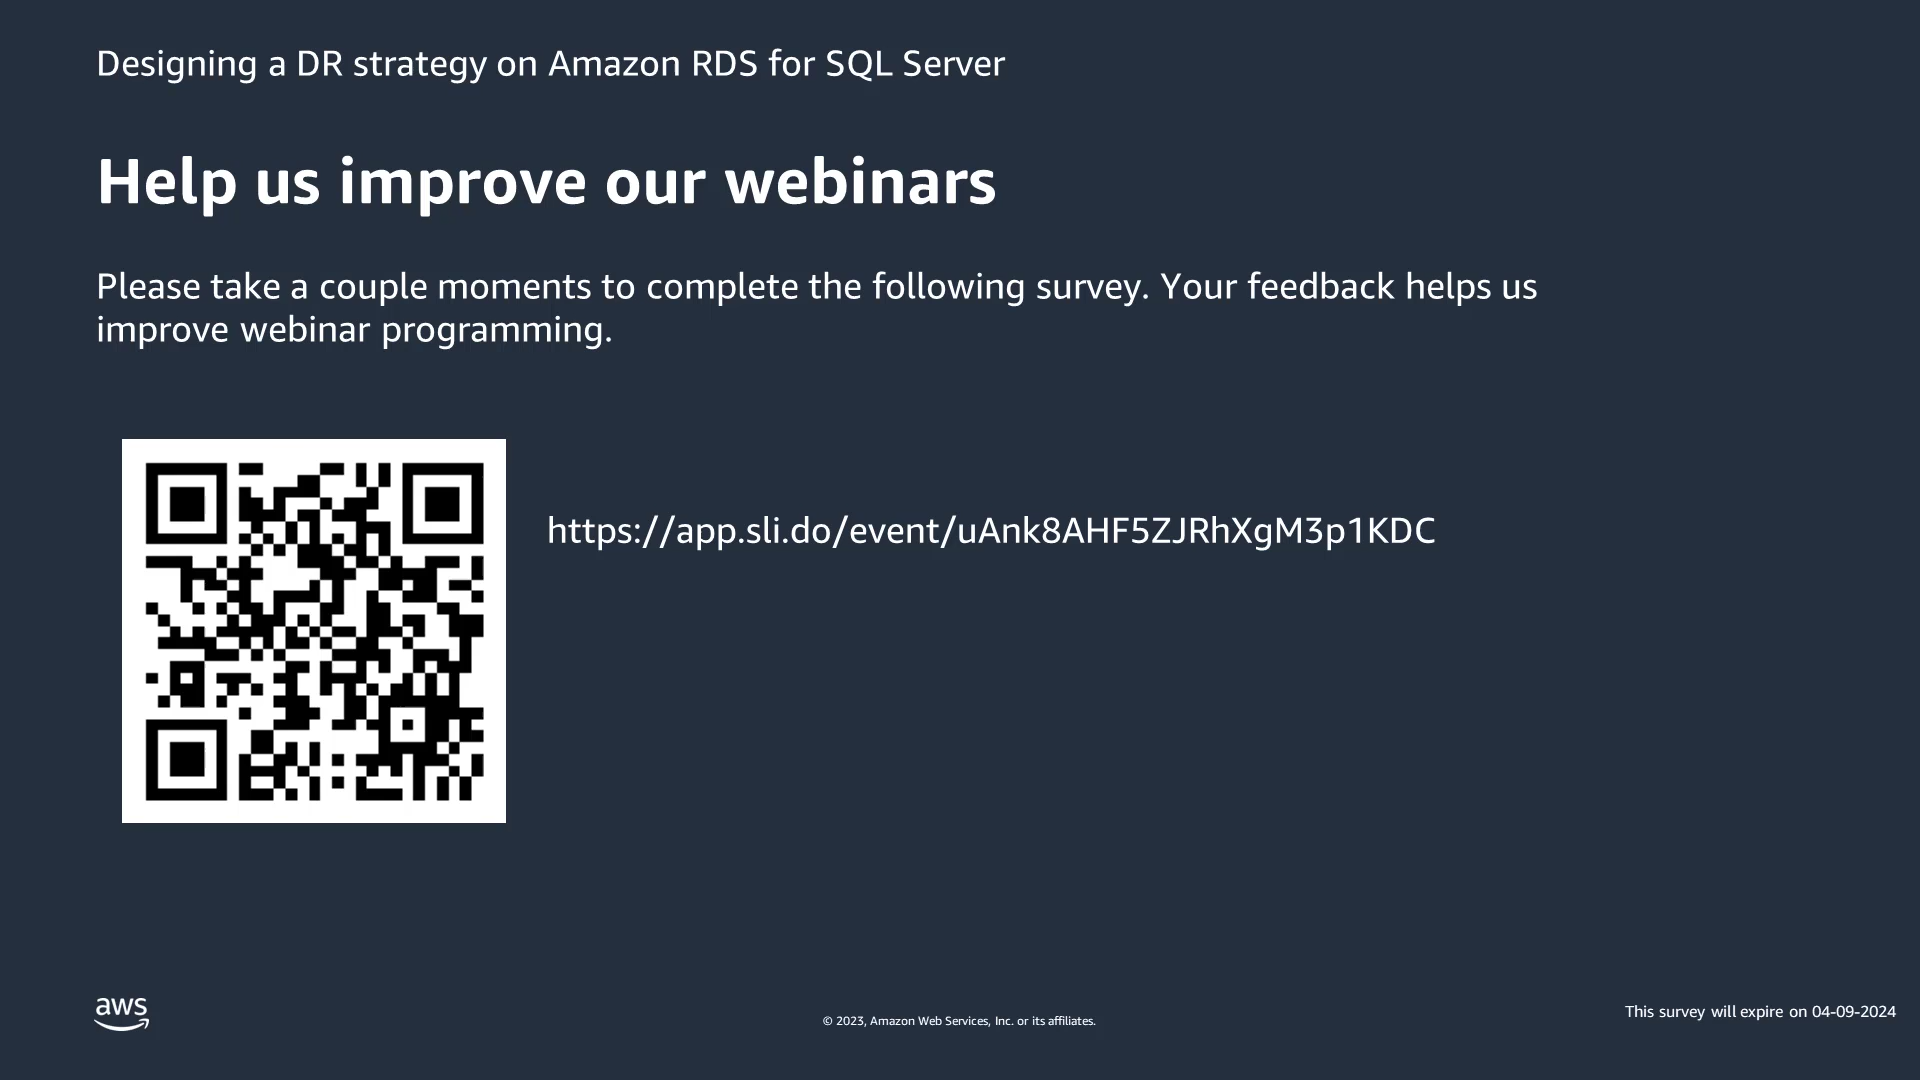 Designing a DR strategy on Amazon RDS for SQL Server
Help us improve our webinars
Please take a couple moments to complete the following survey. Your feedback helps us
improve webinar programming.
https://app.sli.do/event/uAnk8AHF5ZJRhXgM3p1KDC
aws
© 2023, Amazon Web Services, Inc. or its affiliates.
This survey will expire on 04-09-2024